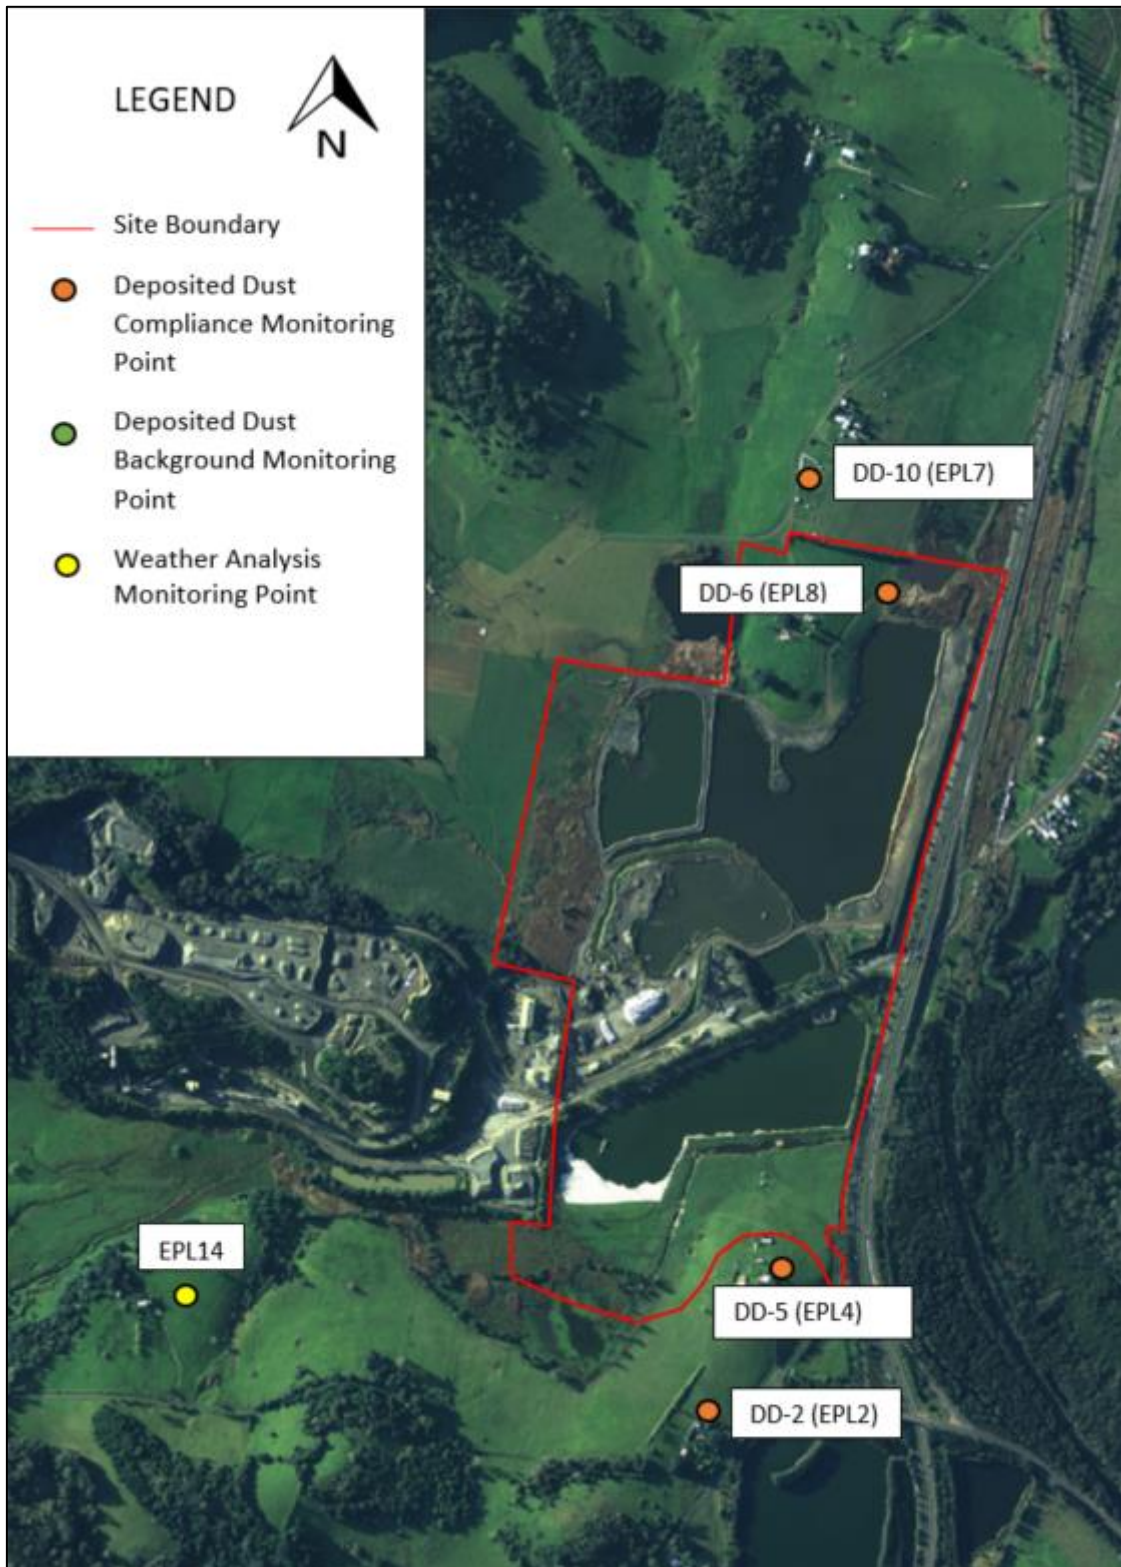 LEGEND
N
Site Boundary
Deposited Dust
Compliance Monitoring
Point
Deposited Dust
Background Monitoring
Point
Weather Analysis
Monitoring Point
DD-10 (EPL7)
DD-6 (EPL8)
EPL14
DD-5 (EPL4)
DD-2 (EPL2)